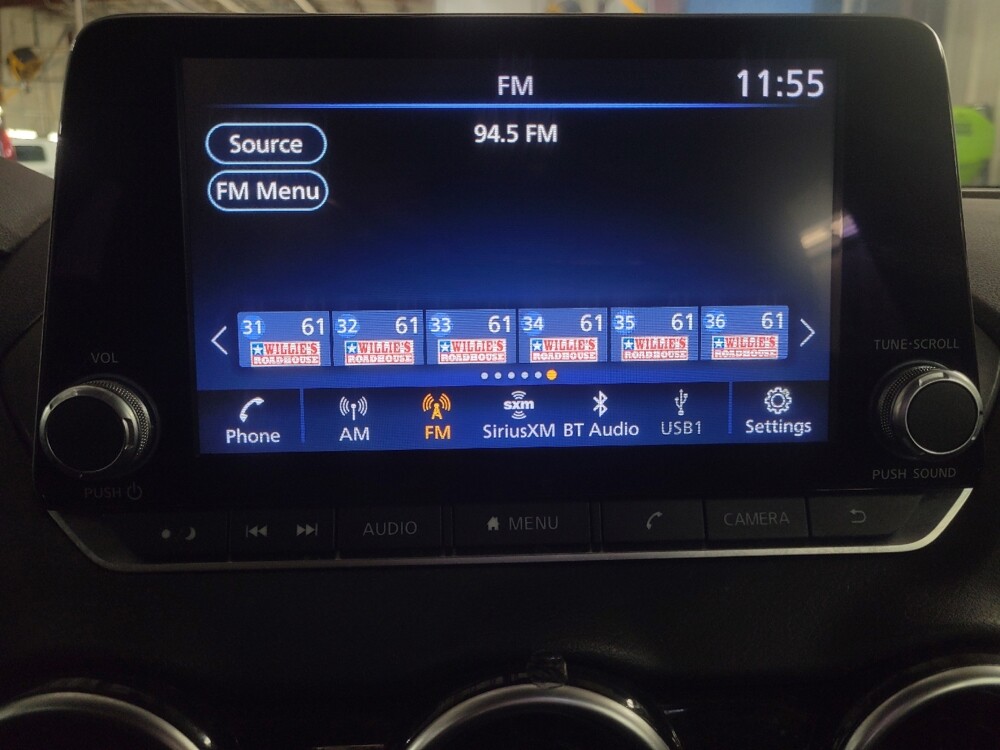 FM 11:55
94.5 FM
Source
FM Menu
31 61 32 61 33 61 34 61 35 61 36 61
WILLIE'S WILLIE'S WILLIE'S WILLIE'S WILLIE'S WILLIE'S
ROADHOUSE ROADHOUSE ROADHOUSE ROADHOUSE ROADHOUSE ROADHOUSE
VOL
TUNE·SCROLL
sxm
Phone AM FM SiriusXM BT Audio USB1 Settings
PUSH
PUSH SOUND
AUDIO MENU CAMERA